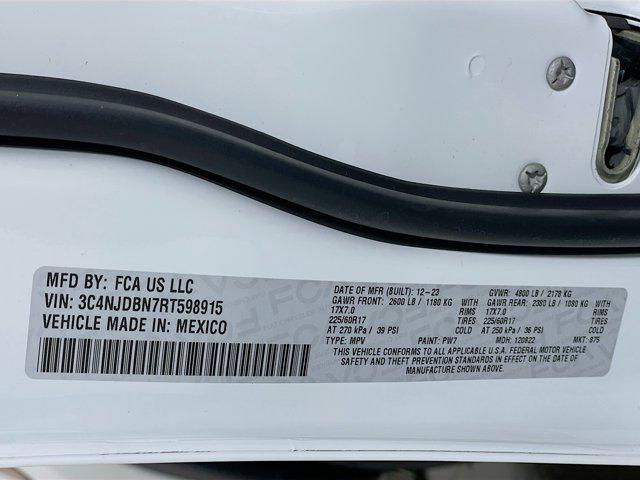 MFD BY: FCA US LLC
VIN: 3C4NJDBN7RT598915
VEHICLE MADE IN: MEXICO
DATE OF MFR (BUILT): 12-23 GVWR: 4800 LB / 2178 KG
GAWR FRONT: 2600 LB / 1180 KG GAWR REAR: 2380 LB / 1080 KG
17X7.0 RIMS 17X7.0 RIMS
225/60R17 TIRES 225/60R17 TIRES
AT 270 kPa / 39 PSI COLD AT 250 kPa / 36 PSI COLD
TYPE: MPV PAINT: PW7 MDH: 120822 MKT: 875
THIS VEHICLE CONFORMS TO ALL APPLICABLE U.S.A. FEDERAL MOTOR VEHICLE
SAFETY AND THEFT PREVENTION STANDARDS IN EFFECT ON THE DATE OF
MANUFACTURE SHOWN ABOVE.